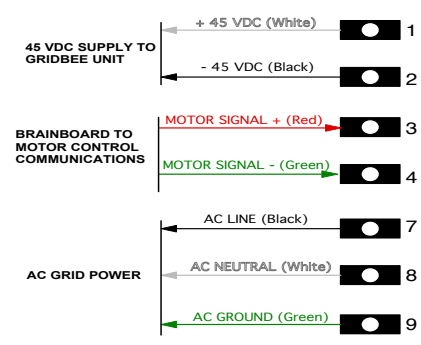 + 45 VDC (White)
1
45 VDC SUPPLY TO
GRIDBEE UNIT
- 45 VDC (Black)
2
MOTOR SIGNAL + (Red)
3
BRAINBOARD TO
MOTOR CONTROL
COMMUNICATIONS
MOTOR SIGNAL - (Green)
4
AC LINE (Black)
7
AC GRID POWER
AC NEUTRAL (White)
8
AC GROUND (Green)
9